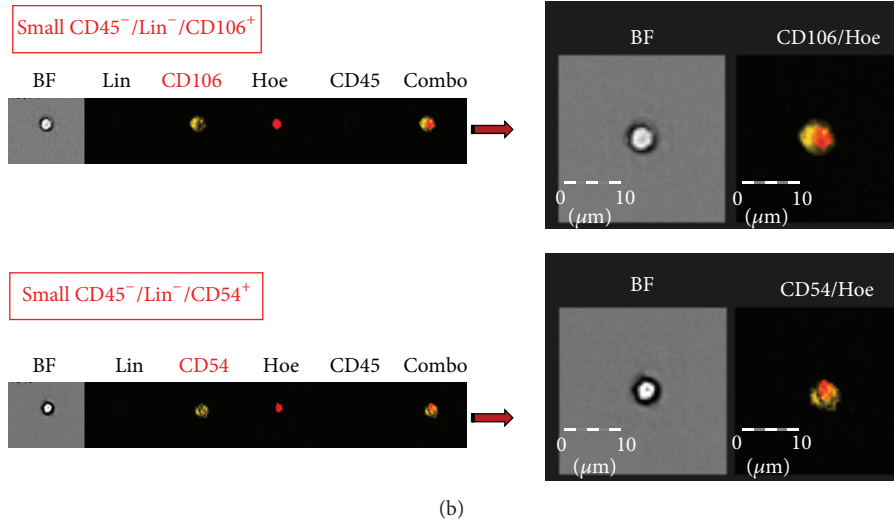 Small CD45⁻/Lin⁻/CD106⁺
BF Lin CD106 Hoe CD45 Combo
BF CD106/Hoe
0 10 0 10
(μm) (μm)
Small CD45⁻/Lin⁻/CD54⁺
BF Lin CD54 Hoe CD45 Combo
BF CD54/Hoe
0 10 0 10
(μm) (μm)
(b)